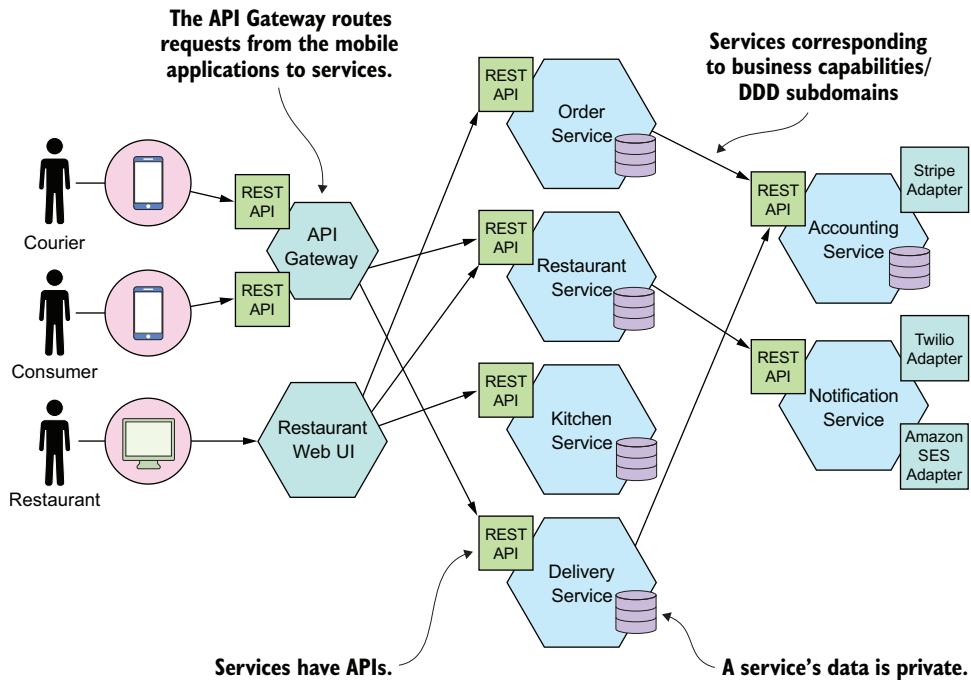 The API Gateway routes
requests from the mobile
applications to services.
Services corresponding
to business capabilities/
DDD subdomains
REST
API
Order
Service
Courier
REST
API
API
Gateway
REST
API
Consumer
REST
API
Restaurant
Service
REST
API
Accounting
Service
Stripe
Adapter
Restaurant
Restaurant
Web UI
REST
API
Kitchen
Service
REST
API
Notification
Service
Twilio
Adapter
Amazon
SES
Adapter
REST
API
Delivery
Service
Services have APIs.
A service’s data is private.